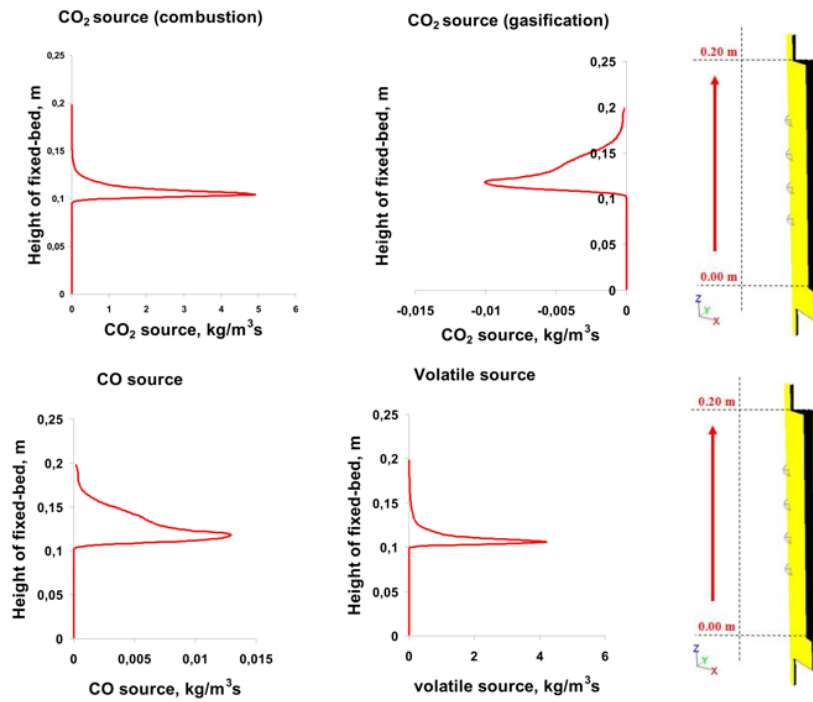 CO₂ source (combustion)
Height of fixed-bed, m
0,25
0,2
0,15
0,1
0,05
0
0 1 2 3 4 5 6
CO₂ source, kg/m³s
CO₂ source (gasification)
Height of fixed-bed, m
0,25
0,2
0,15
0,1
0,05
0
-0,015 -0,01 -0,005 0
CO₂ source, kg/m³s
0.20 m
0.00 m
Z
Y
X
CO source
Height of fixed-bed, m
0,25
0,2
0,15
0,1
0,05
0
0 0,005 0,01 0,015
CO source, kg/m³s
Volatile source
Height of fixed-bed, m
0,25
0,2
0,15
0,1
0,05
0
0 2 4 6
volatile source, kg/m³s
0.20 m
0.00 m
Z
Y
X